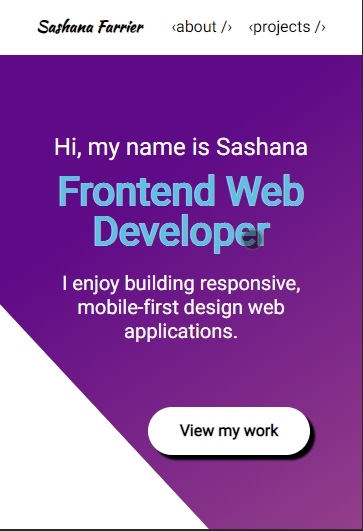 Sashana Farrier
‹about /› ‹projects /›
Hi, my name is Sashana
Frontend Web
Developer
I enjoy building responsive,
mobile-first design web
applications.
View my work